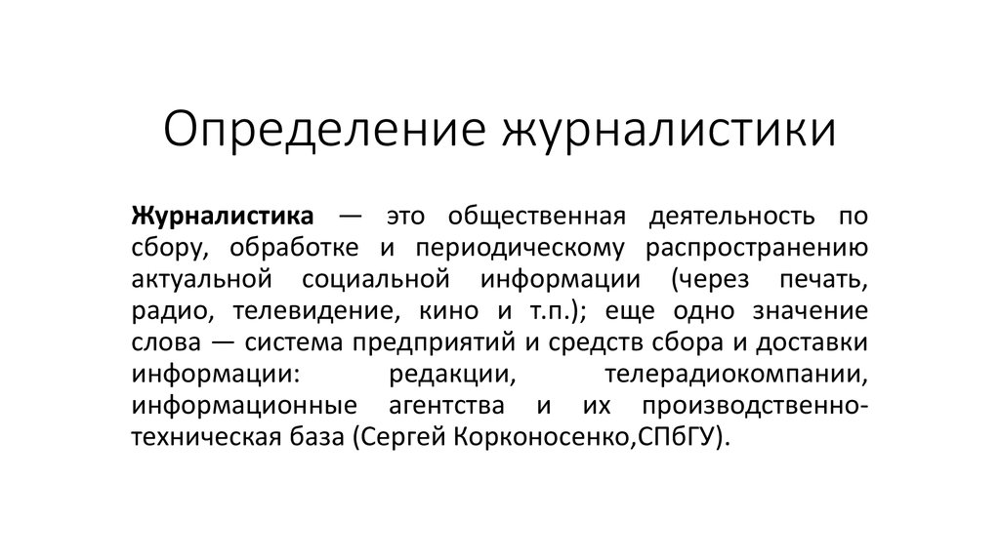 Определение журналистики
Журналистика — это общественная деятельность по
сбору, обработке и периодическому распространению
актуальной социальной информации (через печать,
радио, телевидение, кино и т.п.); еще одно значение
слова — система предприятий и средств сбора и доставки
информации: редакции, телерадиокомпании,
информационные агентства и их производственно-
техническая база (Сергей Корконосенко,СПбГУ).